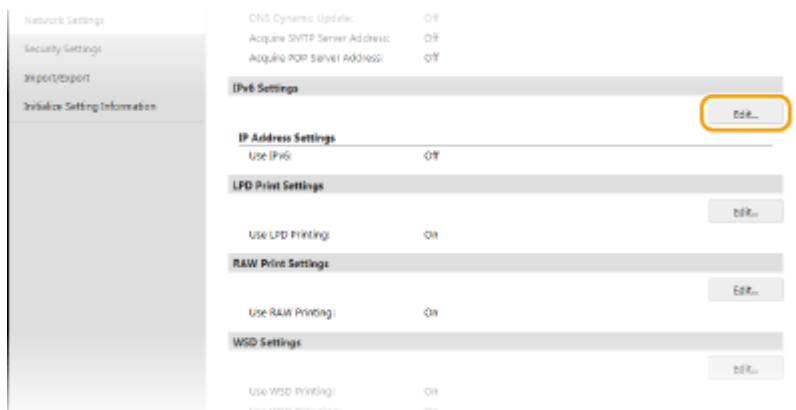 Network Settings
Security Settings
Import/Export
Initialize Setting Information
DNS Dynamic Update: Off
Acquire SMTP Server Address: Off
Acquire POP Server Address: Off
IPv6 Settings
Edit...
IP Address Settings
Use IPv6: Off
LPD Print Settings
Edit...
Use LPD Printing: On
RAW Print Settings
Edit...
Use RAW Printing: On
WSD Settings
Edit...
Use WSD Printing: On